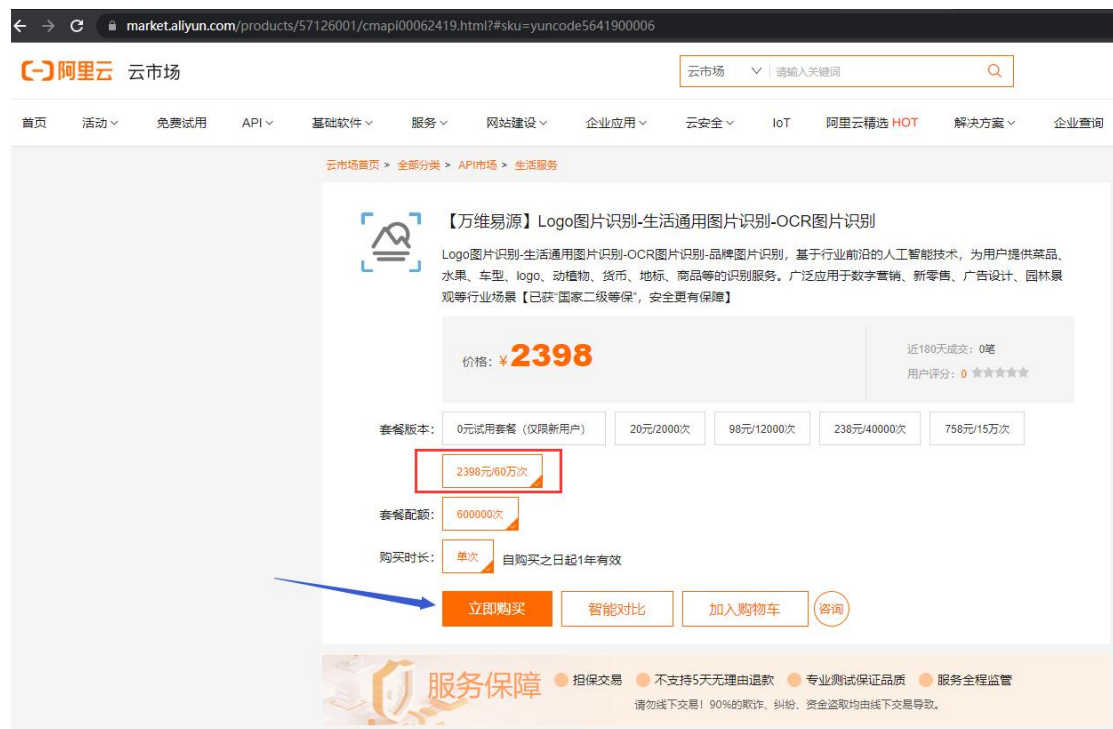 market.aliyun.com/products/57126001/cmapi00062419.html?#sku=yuncode5641900006
阿里云 云市场
云市场 请输入关键词
首页 活动 免费试用 API 基础软件 服务 网站建设 企业应用 云安全 IoT 阿里云精选 HOT 解决方案 企业查询
云市场首页 > 全部分类 > API市场 > 生活服务
【万维易源】Logo图片识别-生活通用图片识别-OCR图片识别
Logo图片识别-生活通用图片识别-OCR图片识别-品牌图片识别，基于行业前沿的人工智能技术，为用户提供菜品、
水果、车型、logo、动植物、货币、地标、商品等的识别服务。广泛应用于数字营销、新零售、广告设计、园林景
观等行业场景【已获“国家二级等保”，安全更有保障】
价格：¥2398
近180天成交：0笔
用户评分：0
套餐版本： 0元试用套餐（仅限新用户） 20元/2000次 98元/12000次 238元/40000次 758元/15万次
2398元/60万次
套餐配额： 600000次
购买时长： 单次 自购买之日起1年有效
立即购买 智能对比 加入购物车 咨询
服务保障 担保交易 不支持5天无理由退款 专业测试保证品质 服务全程监管
请勿线下交易！90%的欺诈、纠纷、资金盗取均由线下交易导致。